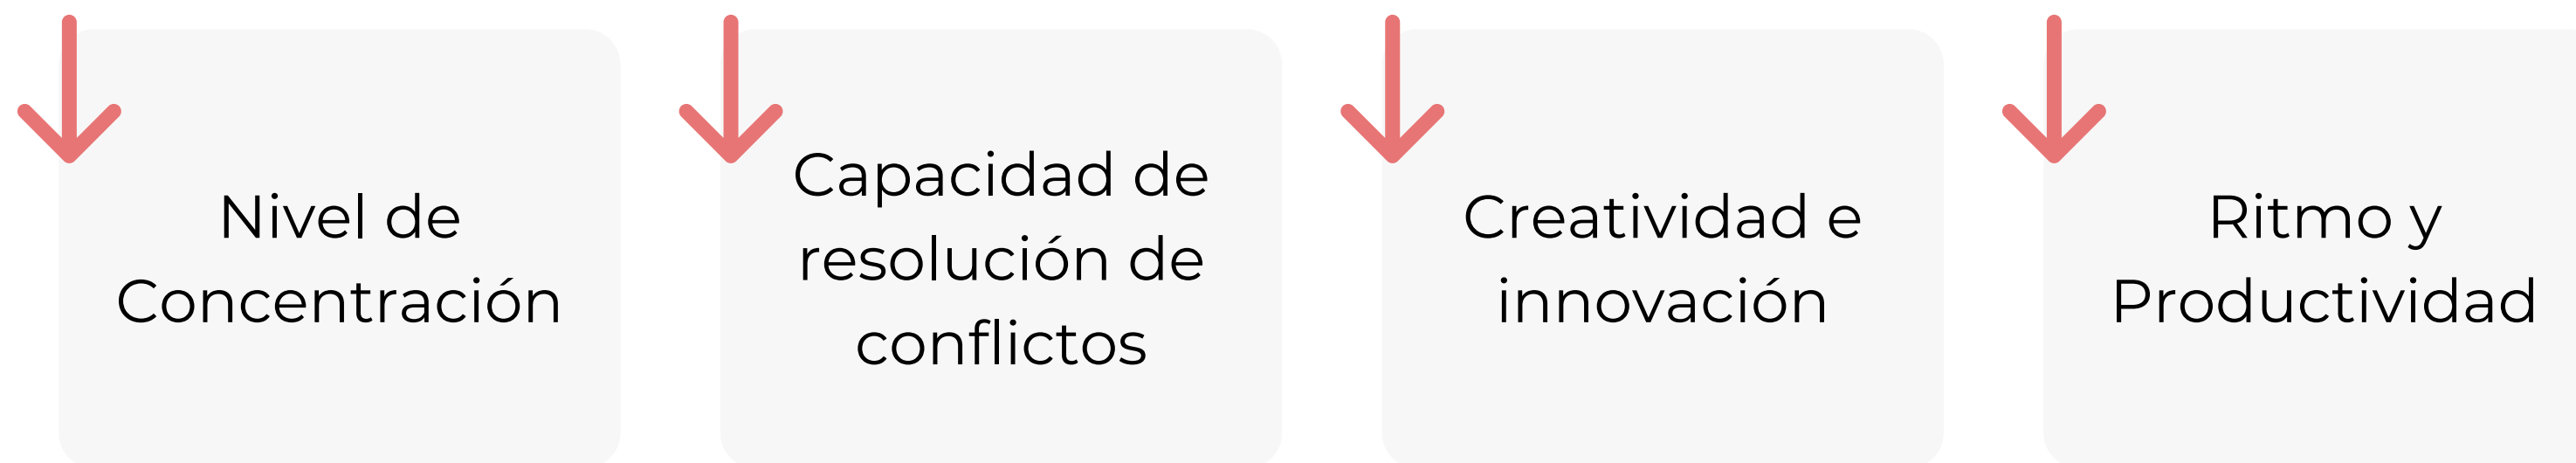 Nivel de
Concentración
Capacidad de
resolución de
conflictos
Creatividad e
innovación
Ritmo y
Productividad